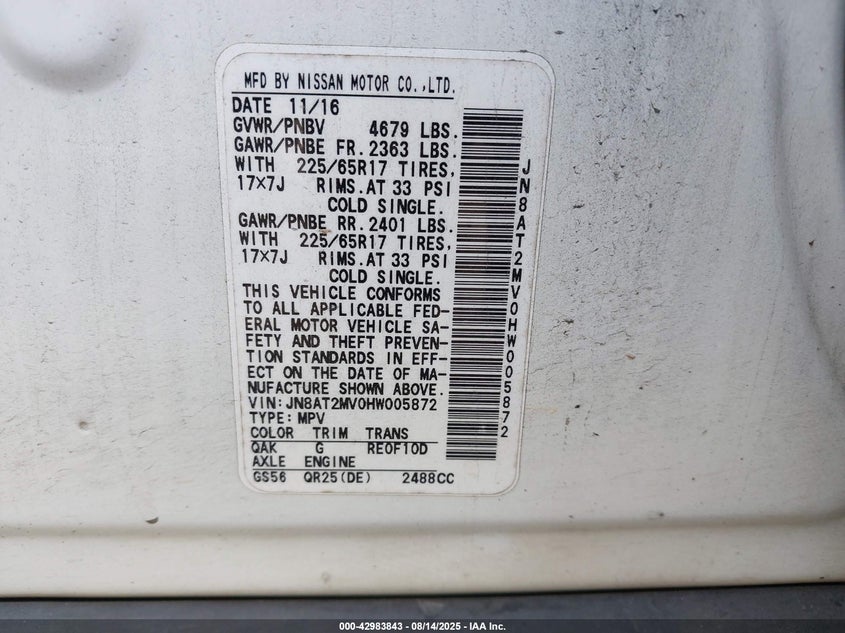 MFD BY NISSAN MOTOR CO.,LTD.
DATE 11/16
GVWR/PNBV 4679 LBS.
GAWR/PNBE FR. 2363 LBS.
WITH 225/65R17 TIRES,
17×7J RIMS.AT 33 PSI
COLD SINGLE.
GAWR/PNBE RR. 2401 LBS.
WITH 225/65R17 TIRES,
17×7J RIMS.AT 33 PSI
COLD SINGLE.
THIS VEHICLE CONFORMS
TO ALL APPLICABLE FED-
ERAL MOTOR VEHICLE SA-
FETY AND THEFT PREVEN-
TION STANDARDS IN EFF-
ECT ON THE DATE OF MA-
NUFACTURE SHOWN ABOVE.
VIN:JN8AT2MV0HW005872
TYPE:MPV
COLOR TRIM TRANS
QAK G RE0F10D
AXLE ENGINE
GS56 QR25(DE) 2488CC
JN8AT2MV0HW005872
000-42983843 - 08/14/2025 - IAA Inc.